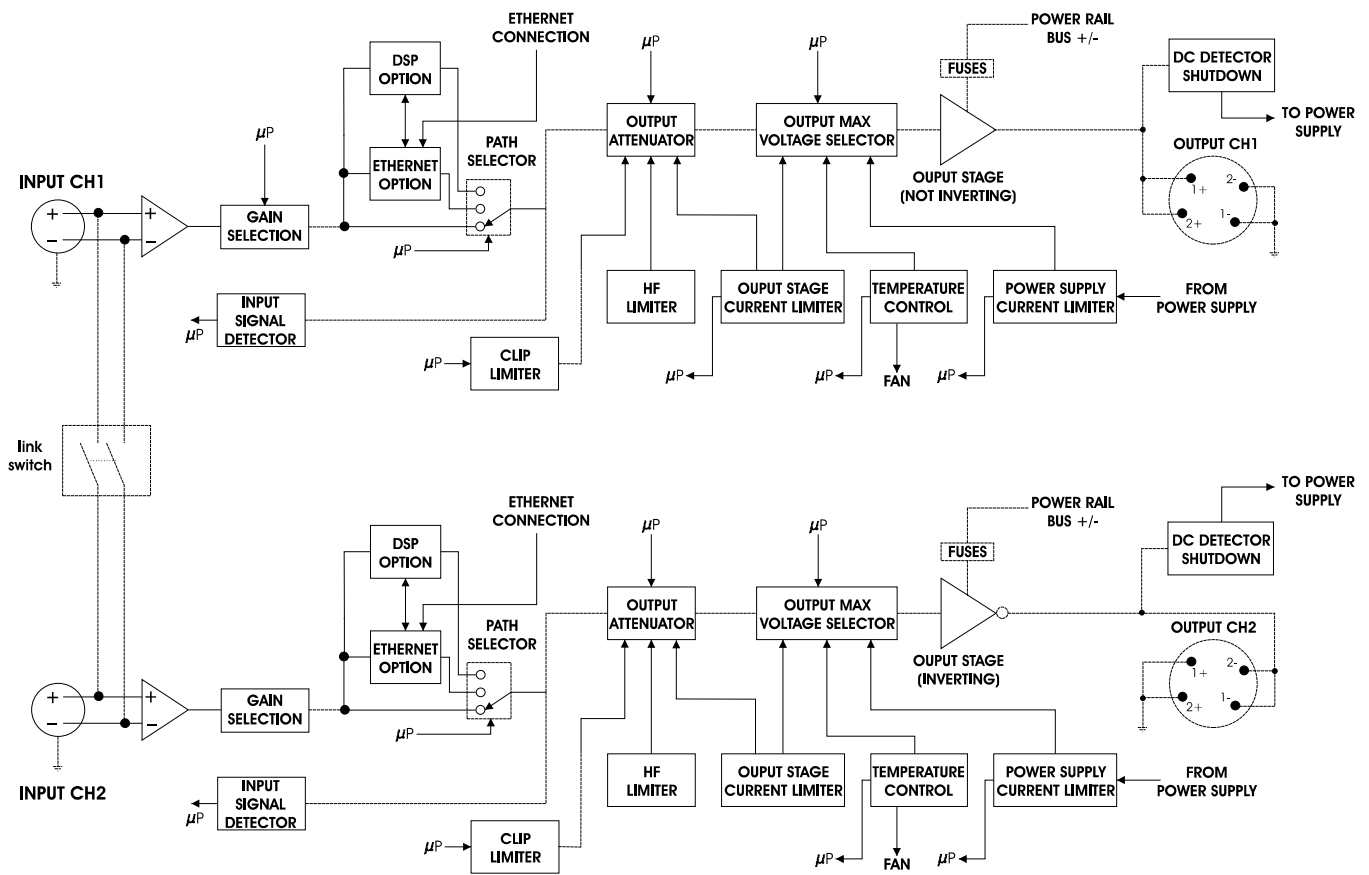 ETHERNET
CONNECTION
POWER RAIL
BUS +/-
DSP
OPTION
μP
μP
FUSES
DC DETECTOR
SHUTDOWN
μP
PATH
SELECTOR
OUTPUT
ATTENUATOR
OUTPUT MAX
VOLTAGE SELECTOR
TO POWER
SUPPLY
ETHERNET
OPTION
OUTPUT CH1
INPUT CH1
OUPUT STAGE
(NOT INVERTING)
1+
2-
+
−
+
−
GAIN
SELECTION
2+
1-
μP
INPUT
SIGNAL
DETECTOR
HF
LIMITER
OUPUT STAGE
CURRENT LIMITER
TEMPERATURE
CONTROL
POWER SUPPLY
CURRENT LIMITER
FROM
POWER SUPPLY
μP
μP
CLIP
LIMITER
μP
μP
FAN
μP
link
switch
ETHERNET
CONNECTION
POWER RAIL
BUS +/-
TO POWER
SUPPLY
DSP
OPTION
μP
μP
FUSES
DC DETECTOR
SHUTDOWN
PATH
SELECTOR
OUTPUT
ATTENUATOR
OUTPUT MAX
VOLTAGE SELECTOR
ETHERNET
OPTION
OUTPUT CH2
OUPUT STAGE
(INVERTING)
1+
2-
+
−
+
−
GAIN
SELECTION
2+
1-
μP
INPUT CH2
INPUT
SIGNAL
DETECTOR
HF
LIMITER
OUPUT STAGE
CURRENT LIMITER
TEMPERATURE
CONTROL
POWER SUPPLY
CURRENT LIMITER
FROM
POWER SUPPLY
μP
μP
CLIP
LIMITER
μP
FAN
μP